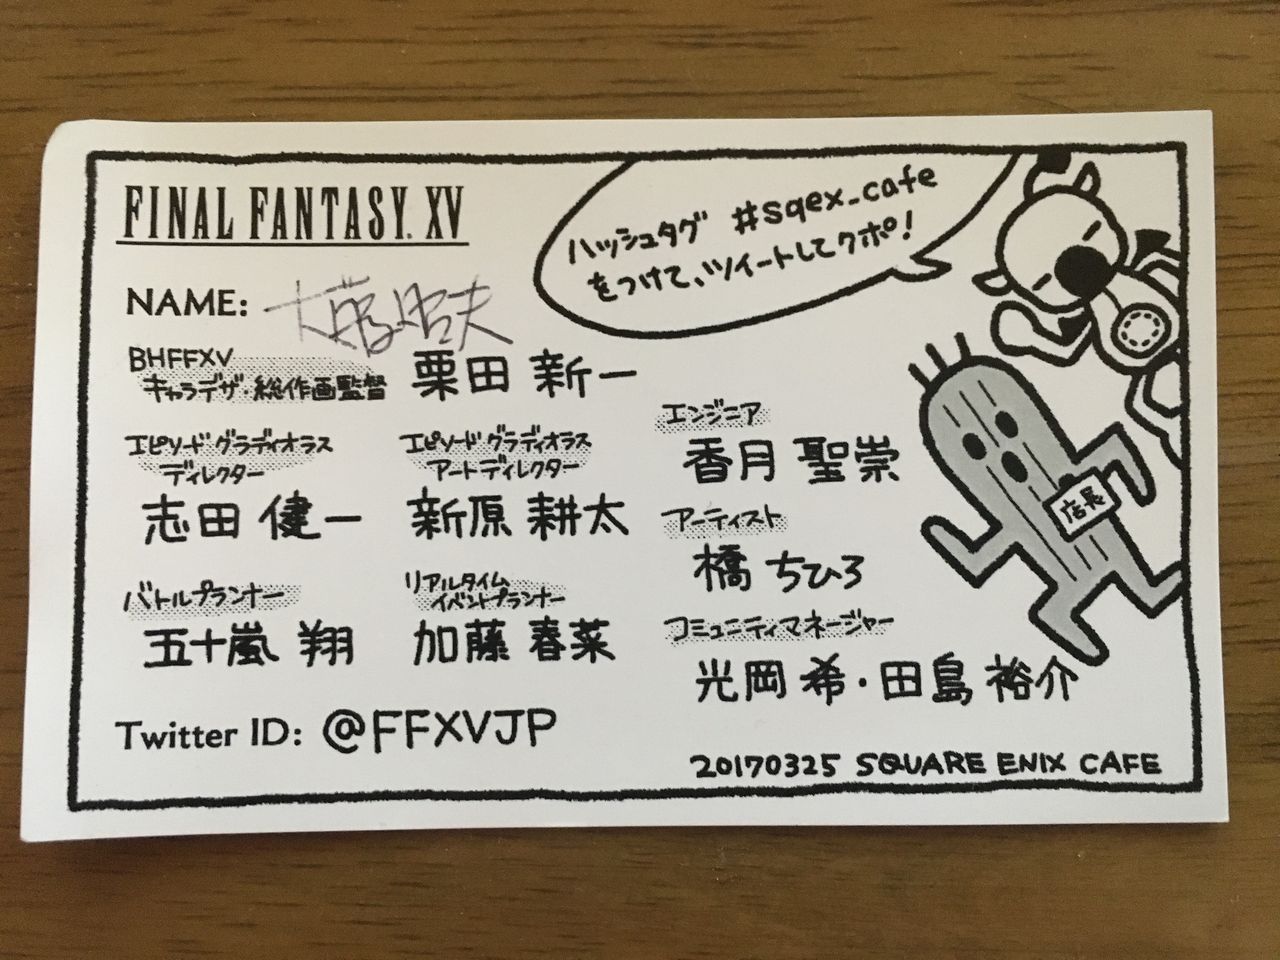 FINAL FANTASY XV
ハッシュタグ #sqex_cafe
をつけて、ツイートしてクポ!
NAME:
BHFFXV
キャラデザ・総作画監督
栗田 新一
エピソードグラディオラス
ディレクター
志田 健一
エピソードグラディオラス
アートディレクター
新原 耕太
バトルプランナー
五十嵐 翔
リアルタイム
イベントプランナー
加藤 春菜
エンジニア
香月 聖崇
アーティスト
橋 ちひろ
コミュニティマネージャー
光岡 希・田島 裕介
店長
Twitter ID: @FFXVJP
20170325 SQUARE ENIX CAFE